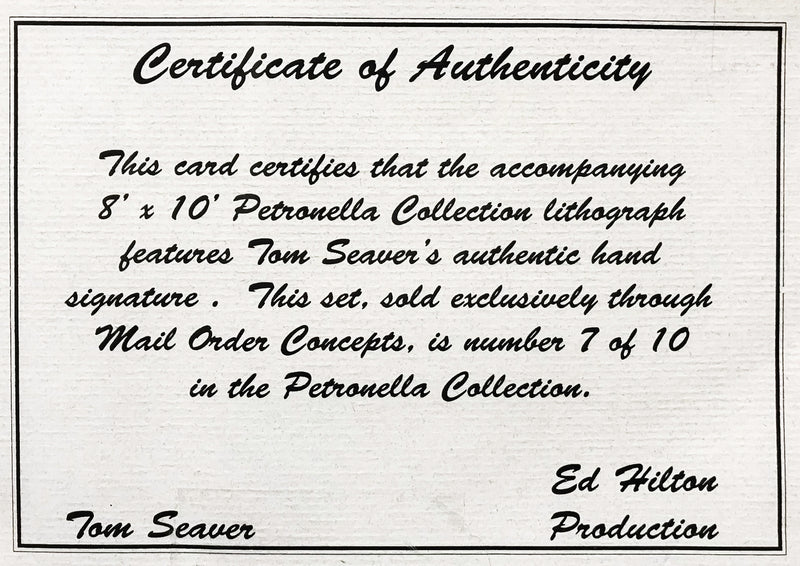 Certificate of Authenticity
This card certifies that the accompanying
8' x 10' Petronella Collection lithograph
features Tom Seaver's authentic hand
signature . This set, sold exclusively through
Mail Order Concepts, is number 7 of 10
in the Petronella Collection.
Ed Hilton
Tom Seaver Production